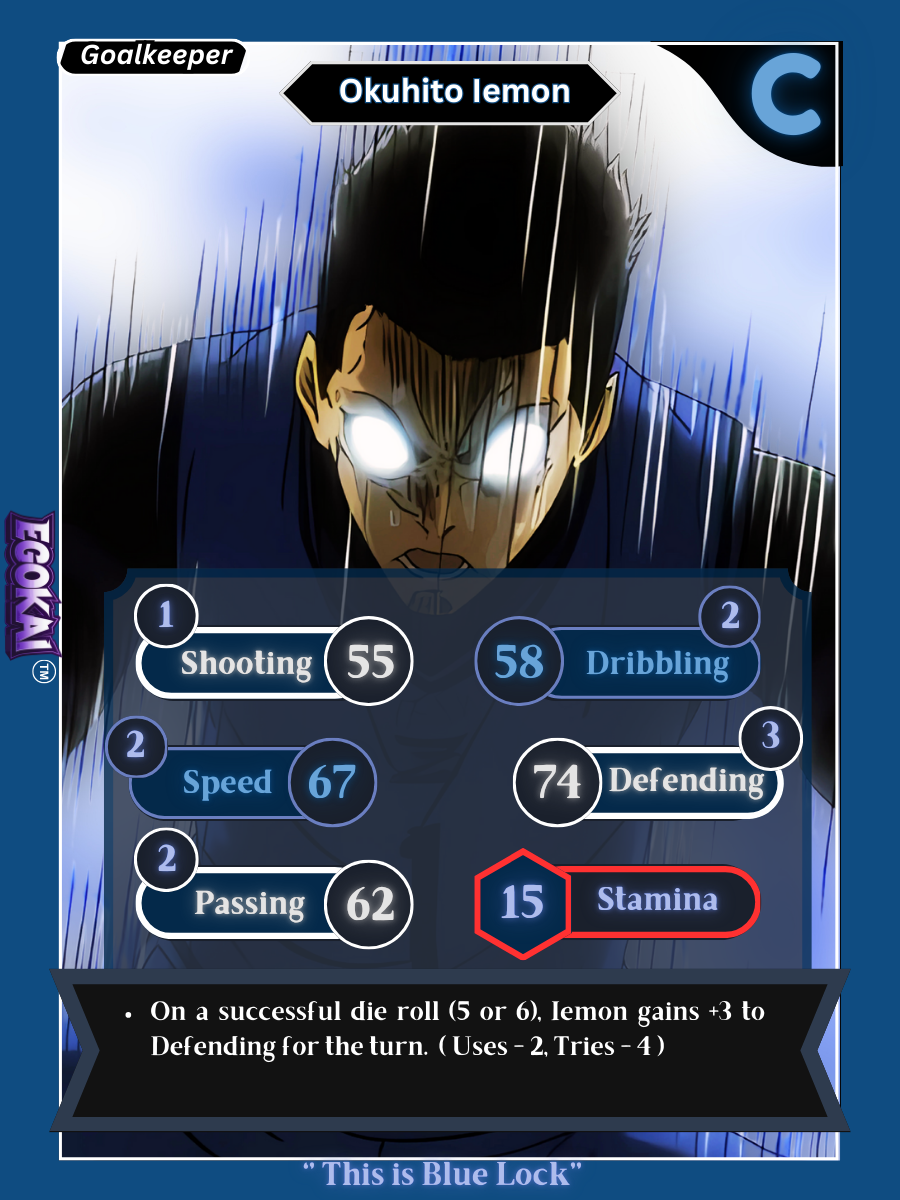 Goalkeeper
Okuhito Iemon
C
EGOKAI
TM
1
Shooting 55
2
58 Dribbling
2
Speed 67
3
74 Defending
2
Passing 62
15 Stamina
• On a successful die roll (5 or 6), Iemon gains +3 to
Defending for the turn. ( Uses - 2, Tries - 4 )
" This is Blue Lock"